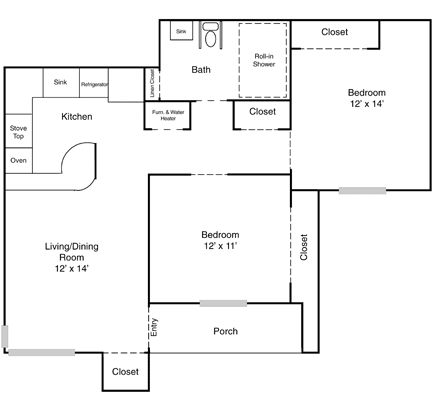 Sink
Closet
Roll-in
Shower
Bath
Sink
Refrigerator
Linen Closet
Bedroom
12' x 14'
Kitchen
Furn. & Water
Heater
Closet
Stove
Top
Oven
Living/Dining
Room
12' x 14'
Bedroom
12' x 11'
Closet
Entry
Porch
Closet